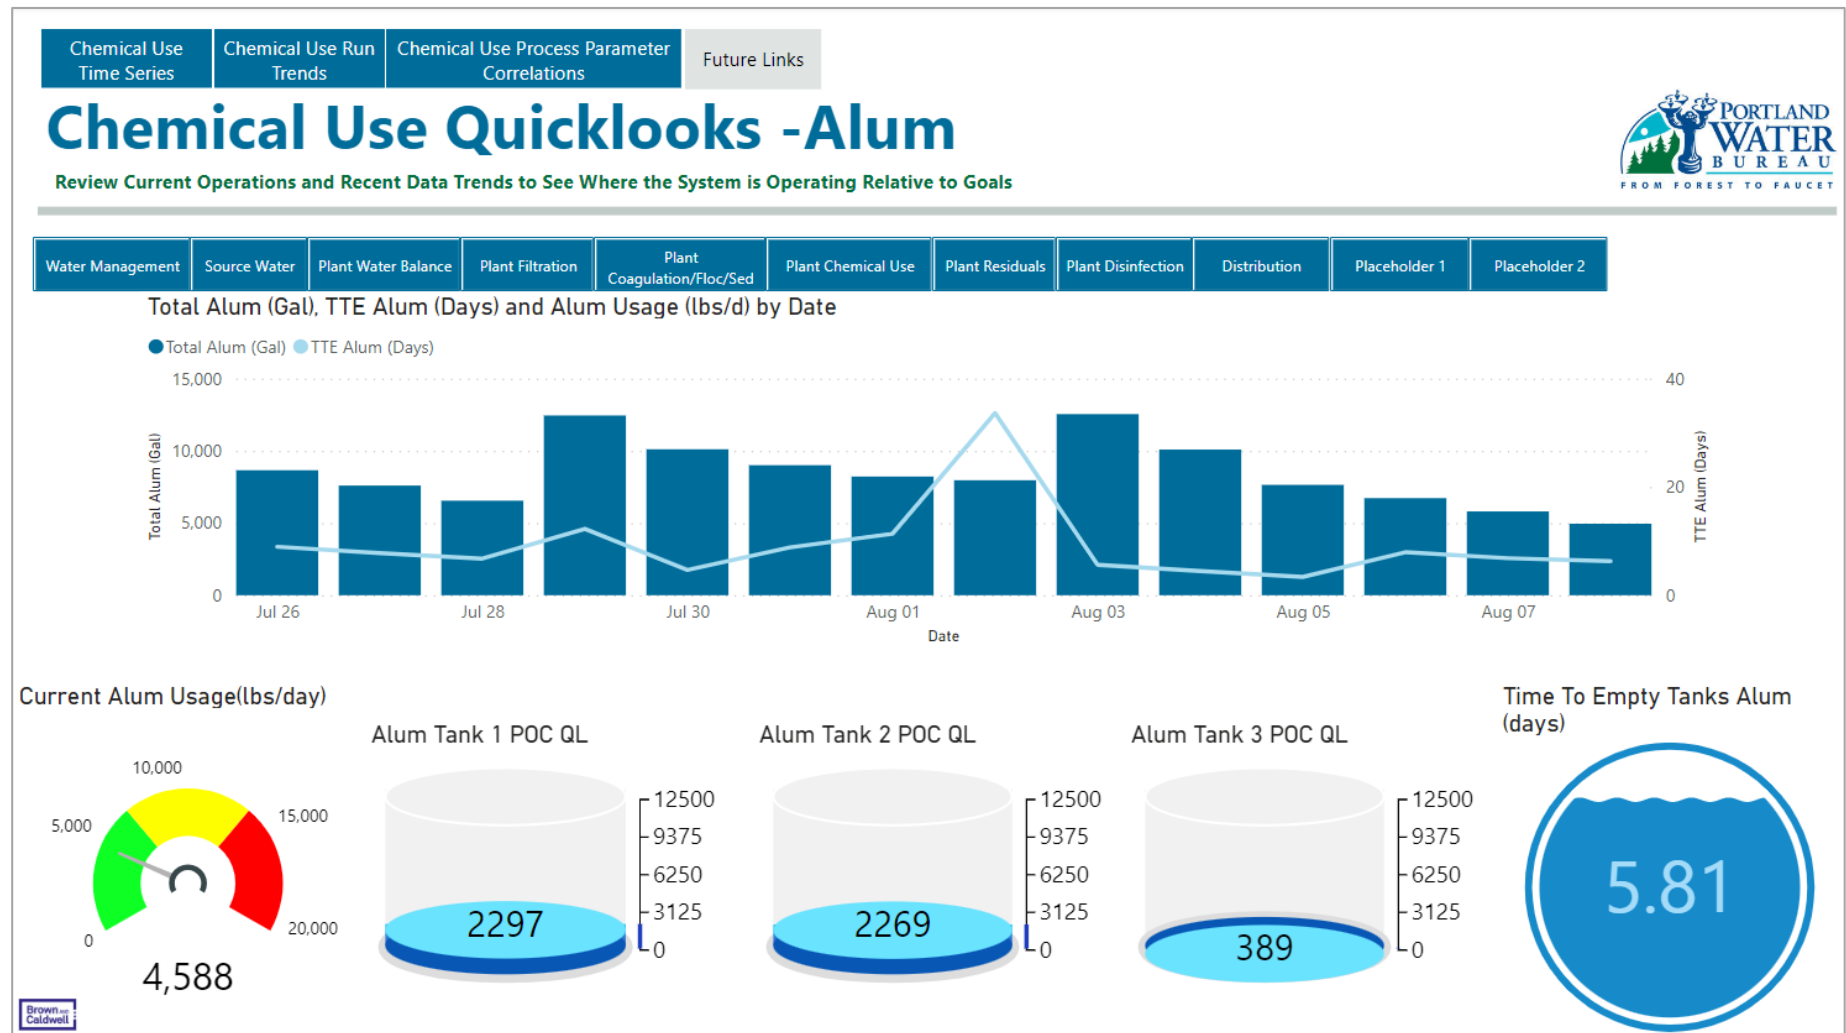 Chemical Use
Time Series
Chemical Use Run
Trends
Chemical Use Process Parameter
Correlations
Future Links
Chemical Use Quicklooks -Alum
Review Current Operations and Recent Data Trends to See Where the System is Operating Relative to Goals
PORTLAND
WATER
BUREAU
FROM FOREST TO FAUCET
Water Management
Source Water
Plant Water Balance
Plant Filtration
Plant
Coagulation/Floc/Sed
Plant Chemical Use
Plant Residuals
Plant Disinfection
Distribution
Placeholder 1
Placeholder 2
Total Alum (Gal), TTE Alum (Days) and Alum Usage (lbs/d) by Date
Total Alum (Gal) TTE Alum (Days)
Total Alum (Gal)
15,000
10,000
5,000
0
40
20
0
TTE Alum (Days)
Jul 26 Jul 28 Jul 30 Aug 01 Aug 03 Aug 05 Aug 07
Date
Current Alum Usage(lbs/day)
0
5,000
10,000
15,000
20,000
4,588
Alum Tank 1 POC QL
2297
12500
9375
6250
3125
0
Alum Tank 2 POC QL
2269
12500
9375
6250
3125
0
Alum Tank 3 POC QL
389
12500
9375
6250
3125
0
Time To Empty Tanks Alum
(days)
5.81
Brown AND
Caldwell